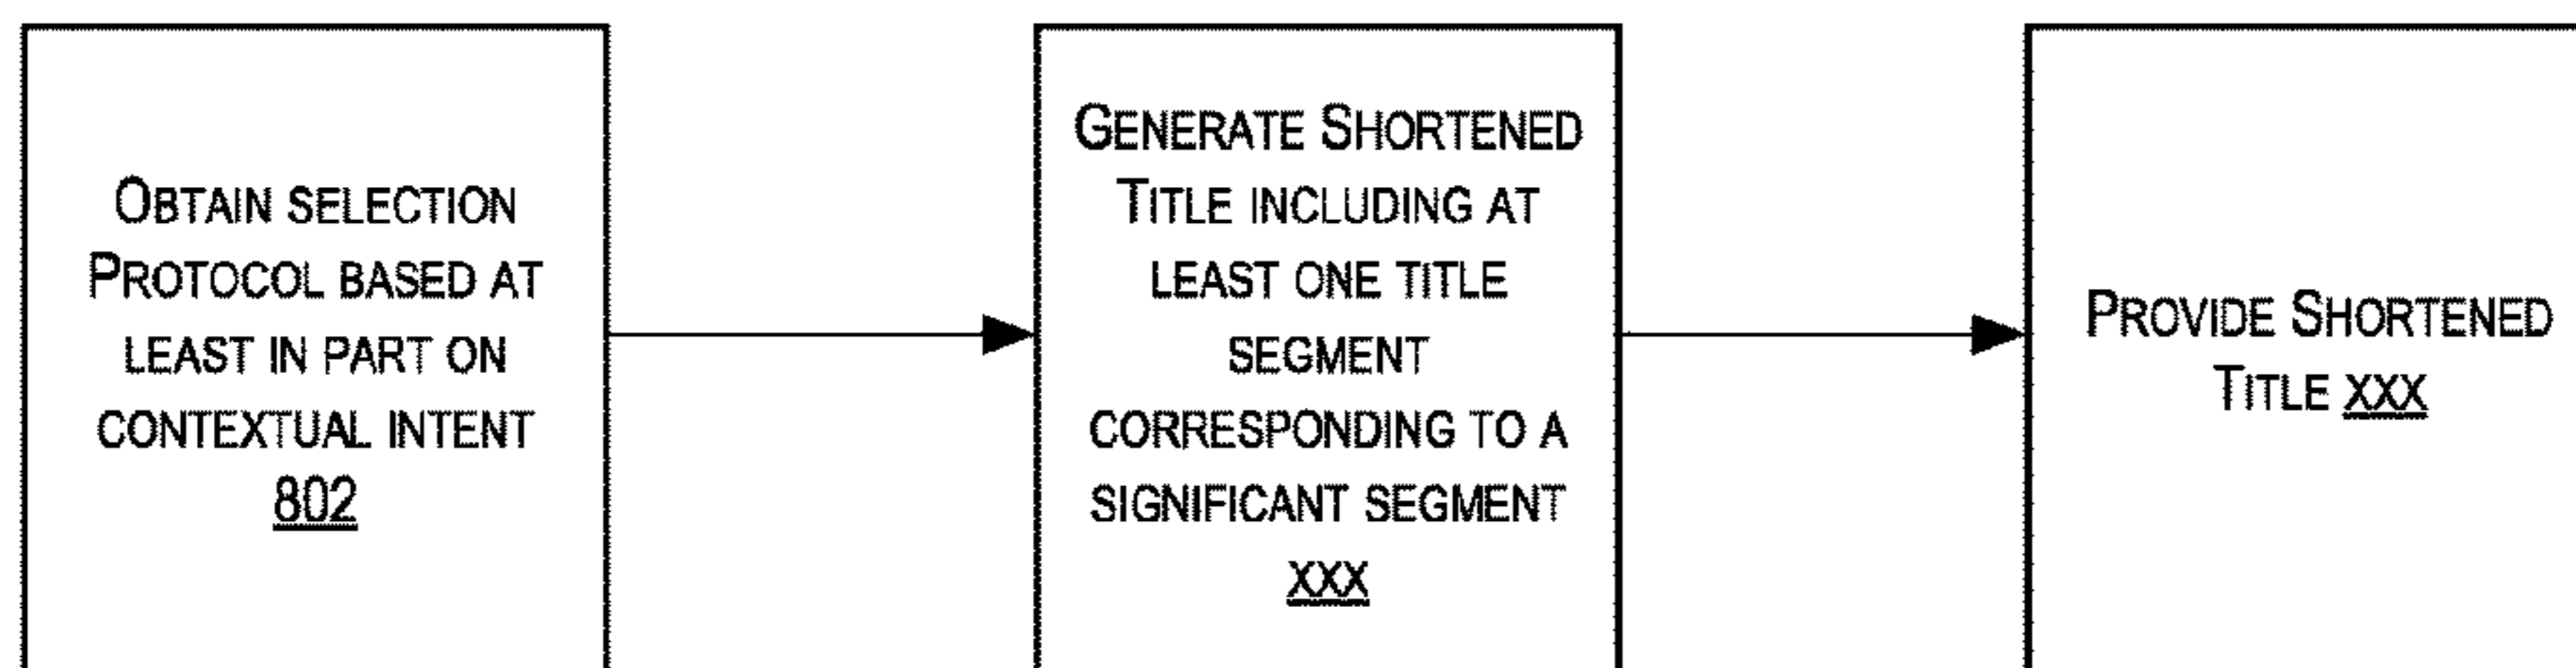 OBTAIN SELECTION
PROTOCOL BASED AT
LEAST IN PART ON
CONTEXTUAL INTENT
802
GENERATE SHORTENED
TITLE INCLUDING AT
LEAST ONE TITLE
SEGMENT
CORRESPONDING TO A
SIGNIFICANT SEGMENT
XXX
PROVIDE SHORTENED
TITLE XXX